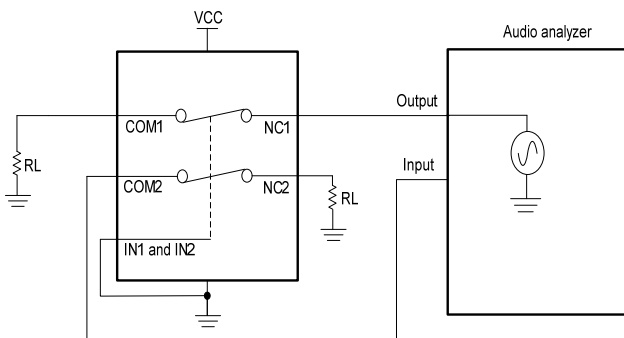 VCC
Audio analyzer
Output
COM1
NC1
RL
Input
COM2
NC2
RL
IN1 and IN2